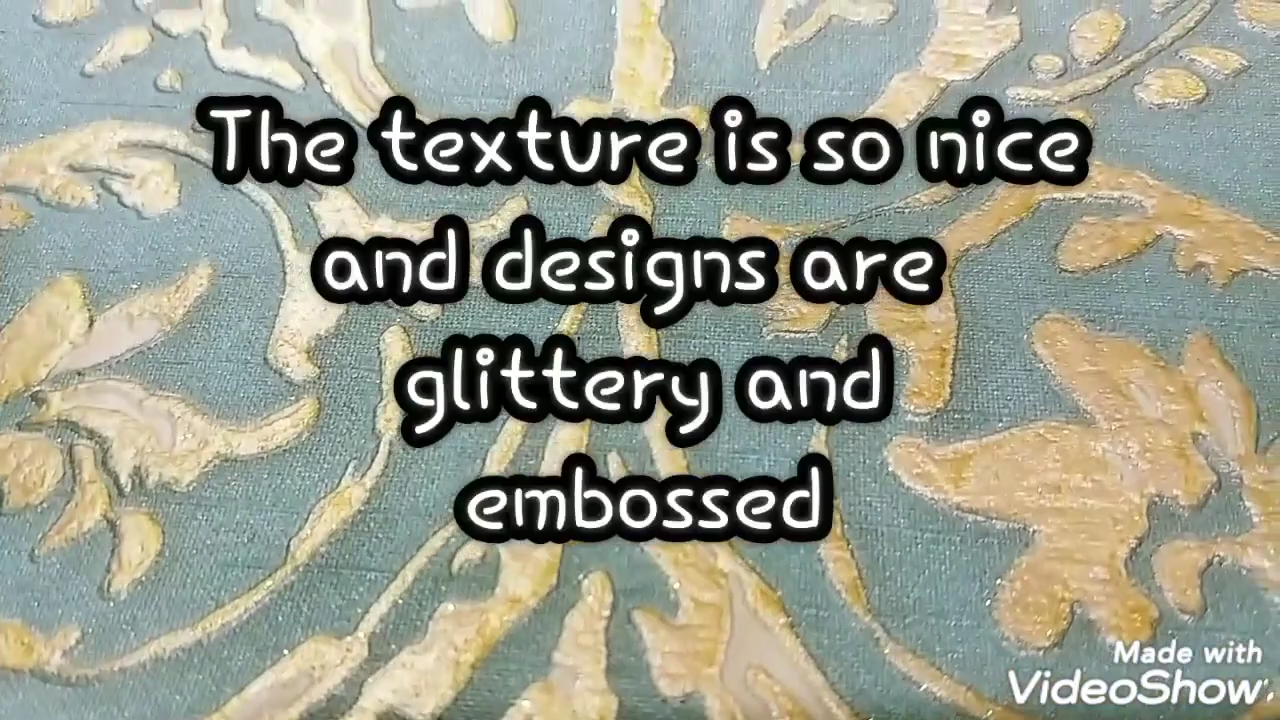 The texture is so nice
and designs are
glittery and
embossed
Made with
VideoShow